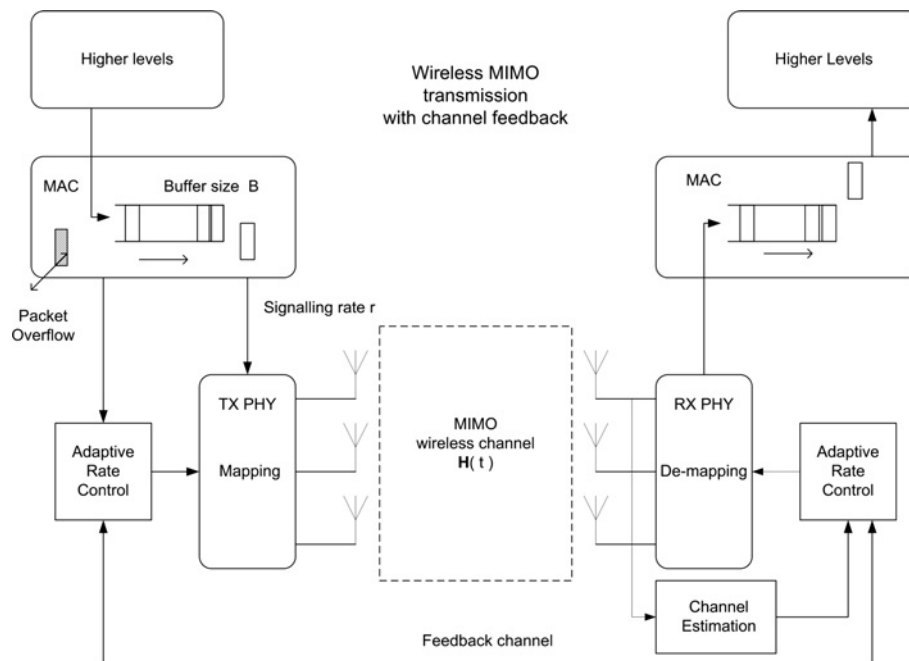 Higher levels
Higher Levels
Wireless MIMO
transmission
with channel feedback
MAC
Buffer size B
MAC
Packet
Overflow
Signalling rate r
TX PHY
Mapping
MIMO
wireless channel
H( t )
RX PHY
De-mapping
Adaptive
Rate
Control
Adaptive
Rate
Control
Channel
Estimation
Feedback channel